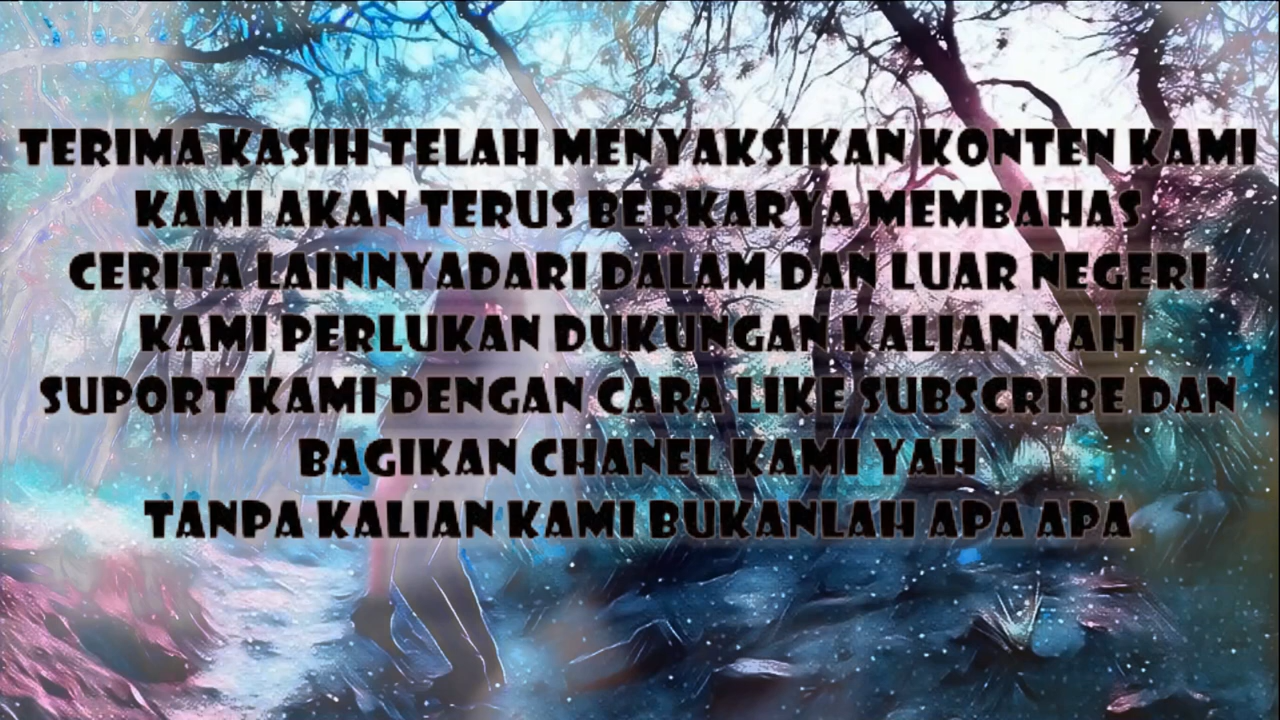 TERIMA KASIH TELAH MENYAKSIKAN KONTEN KAMI
KAMI AKAN TERUS BERKARYA MEMBAHAS
CERITA LAINNYADARI DALAM DAN LUAR NEGERI
KAMI PERLUKAN DUKUNGAN KALIAN YAH
SUPORT KAMI DENGAN CARA LIKE SUBSCRIBE DAN
BAGIKAN CHANEL KAMI YAH
TANPA KALIAN KAMI BUKANLAH APA APA